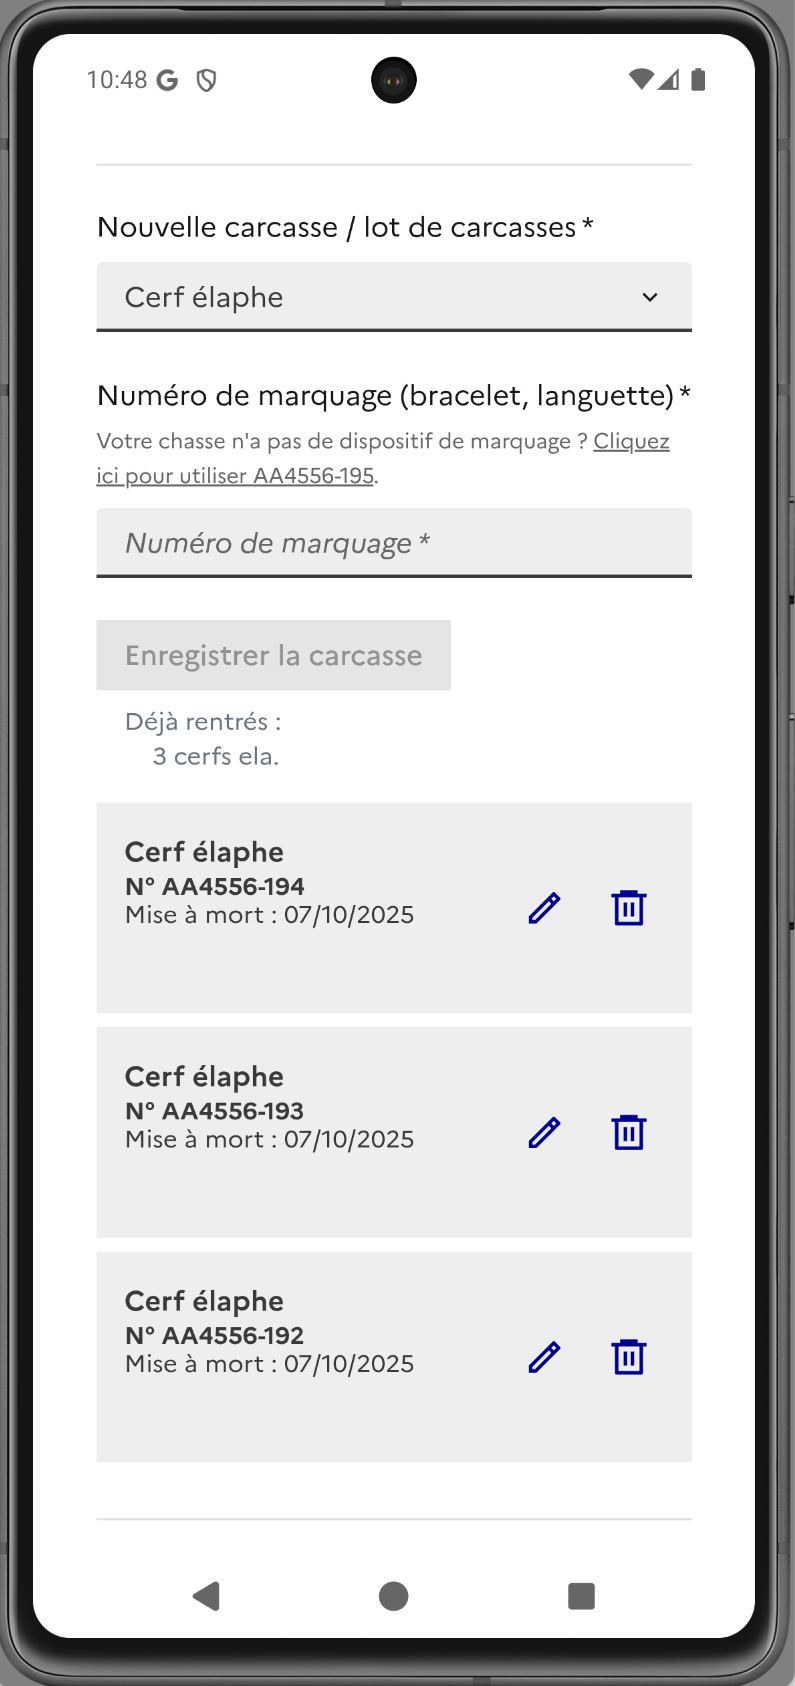 10:48
Nouvelle carcasse / lot de carcasses *
Cerf élaphe
Numéro de marquage (bracelet, languette) *
Votre chasse n'a pas de dispositif de marquage ? Cliquez
ici pour utiliser AA4556-195.
Numéro de marquage *
Enregistrer la carcasse
Déjà rentrés :
3 cerfs ela.
Cerf élaphe
N° AA4556-194
Mise à mort : 07/10/2025
Cerf élaphe
N° AA4556-193
Mise à mort : 07/10/2025
Cerf élaphe
N° AA4556-192
Mise à mort : 07/10/2025